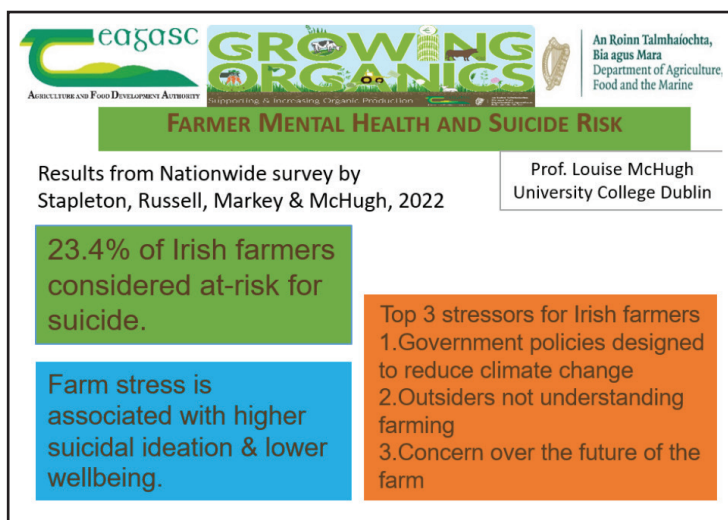 eagasc
AGRICULTURE AND FOOD DEVELOPMENT AUTHORITY
GROWING
ORGANICS
Supporting & Increasing Organic Production
An Roinn Talmhaíochta,
Bia agus Mara
Department of Agriculture,
Food and the Marine
FARMER MENTAL HEALTH AND SUICIDE RISK
Results from Nationwide survey by
Stapleton, Russell, Markey & McHugh, 2022
Prof. Louise McHugh
University College Dublin
23.4% of Irish farmers
considered at-risk for
suicide.
Farm stress is
associated with higher
suicidal ideation & lower
wellbeing.
Top 3 stressors for Irish farmers
1.Government policies designed
to reduce climate change
2.Outsiders not understanding
farming
3.Concern over the future of the
farm